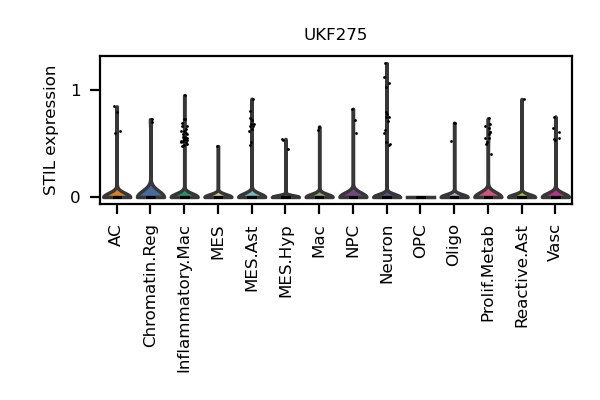 UKF275
STIL expression
1
0
AC
Chromatin.Reg
Inflammatory.Mac
MES
MES.Ast
MES.Hyp
Mac
NPC
Neuron
OPC
Oligo
Prolif.Metab
Reactive.Ast
Vasc